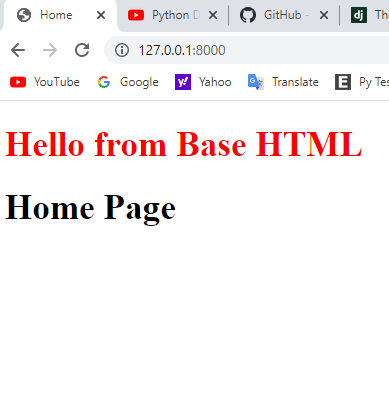 Home
Python D
GitHub -
Th
127.0.0.1:8000
YouTube
Google
Yahoo
Translate
Py Tes
Hello from Base HTML
Home Page